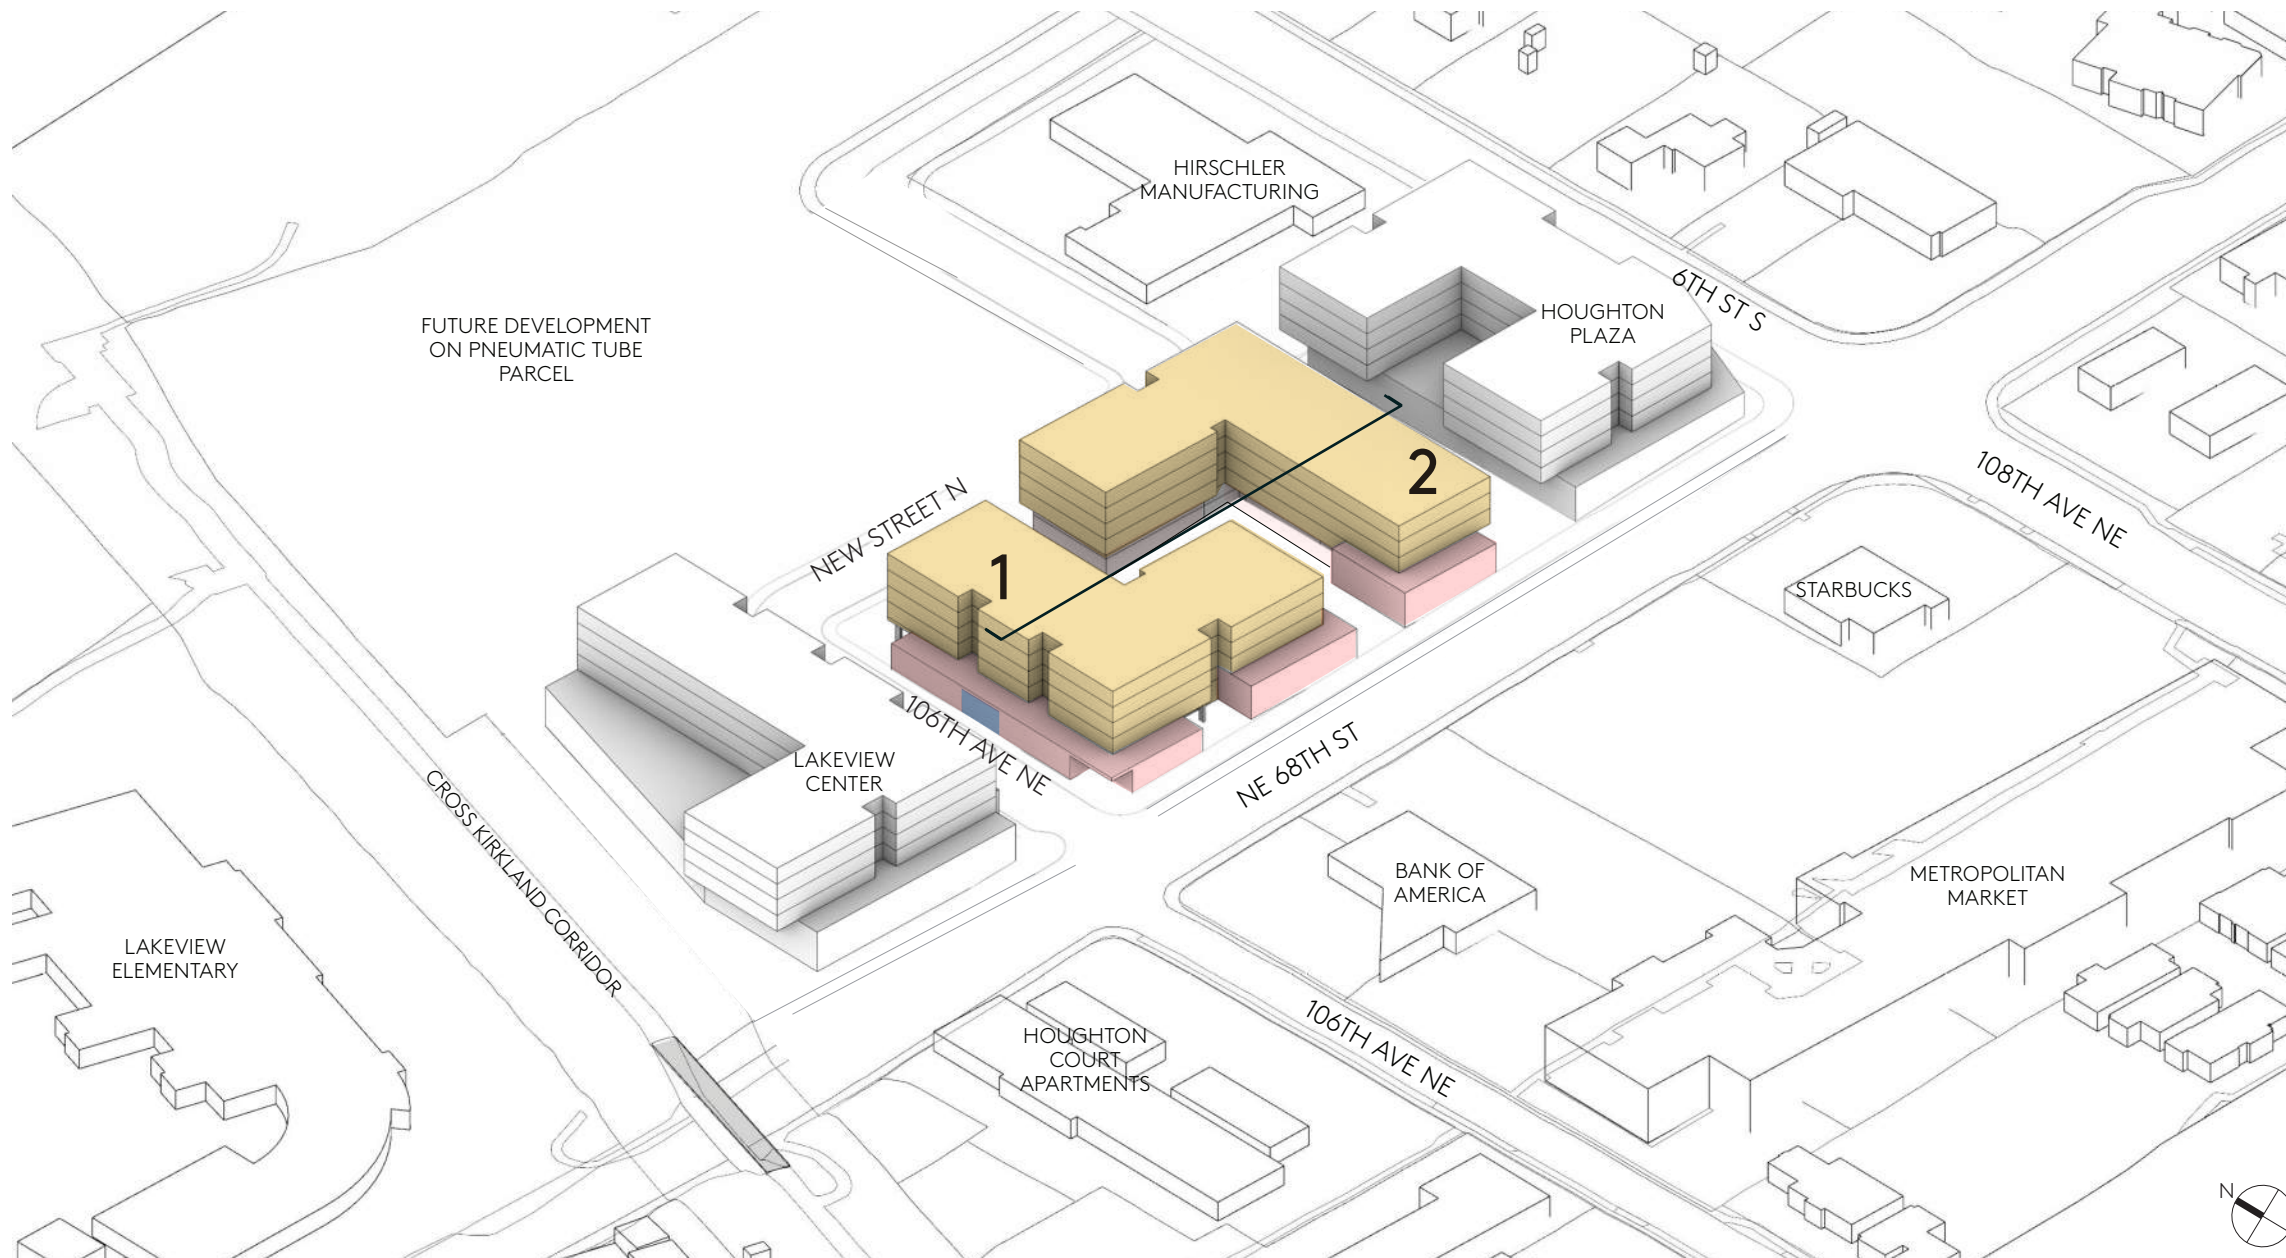 HIRSCHLER
MANUFACTURING
6TH ST S
HOUGHTON
PLAZA
FUTURE DEVELOPMENT
ON PNEUMATIC TUBE
PARCEL
2
108TH AVE NE
NEW STREET N
1
STARBUCKS
106TH AVE NE
NE 68TH ST
LAKEVIEW
CENTER
CROSS KIRKLAND CORRIDOR
BANK OF
AMERICA
METROPOLITAN
MARKET
LAKEVIEW
ELEMENTARY
106TH AVE NE
HOUGHTON
COURT
APARTMENTS
N